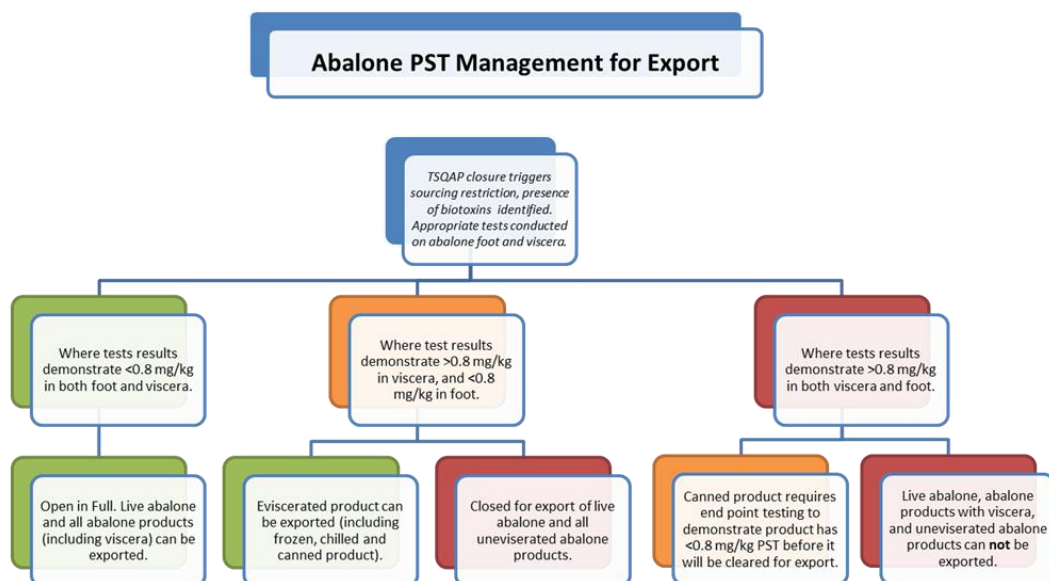 Abalone PST Management for Export
TSQAP closure triggers
sourcing restriction, presence
of biotoxins identified.
Appropriate tests conducted
on abalone foot and viscera.
Where tests results
demonstrate <0.8 mg/kg
in both foot and viscera.
Where test results
demonstrate >0.8 mg/kg
in viscera, and <0.8
mg/kg in foot.
Where tests results
demonstrate >0.8 mg/kg
in both viscera and foot.
Open in Full. Live abalone
and all abalone products
(including viscera) can be
exported.
Eviscerated product can
be exported (including
frozen, chilled and
canned product).
Closed for export of live
abalone and all
uneviserated abalone
products.
Canned product requires
end point testing to
demonstrate product has
<0.8 mg/kg PST before it
will be cleared for export.
Live abalone, abalone
products with viscera,
and uneviserated abalone
products can not be
exported.